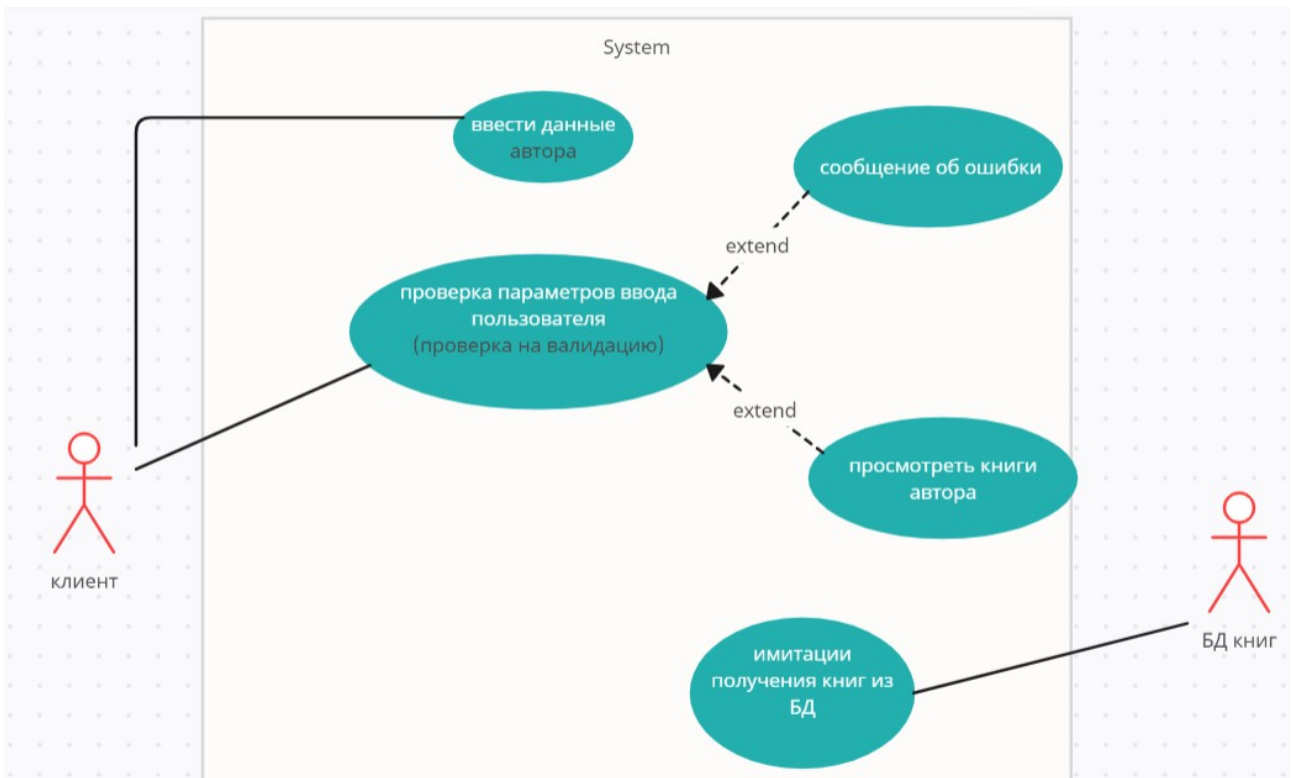 System
ввести данные
автора
сообщение об ошибки
extend
проверка параметров ввода
пользователя
(проверка на валидацию)
extend
просмотреть книги
автора
клиент
БД книг
имитации
получения книг из
БД